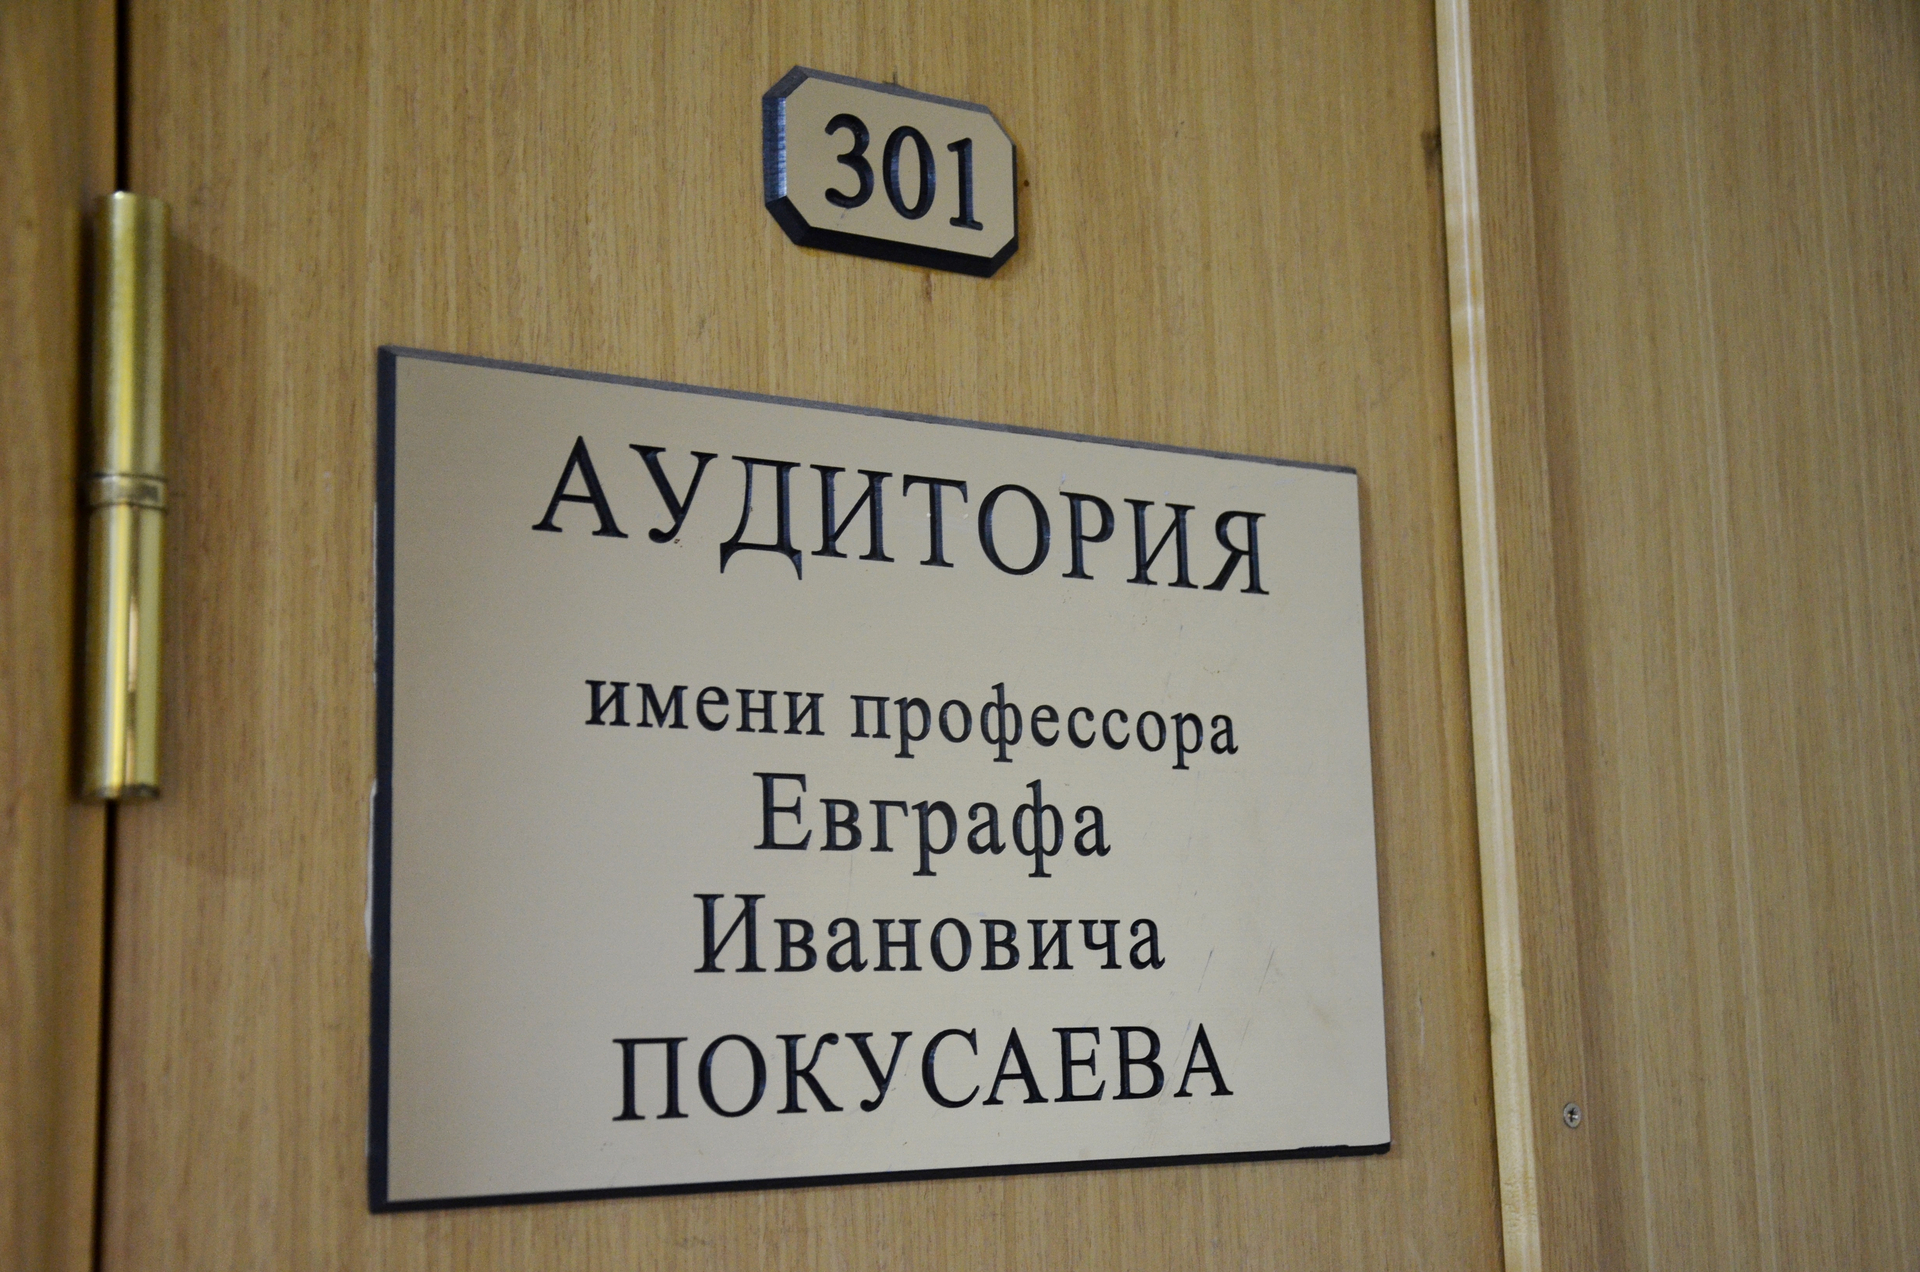 301
АУДИТОРИЯ
имени профессора
Евграфа
Ивановича
ПОКУСАЕВА